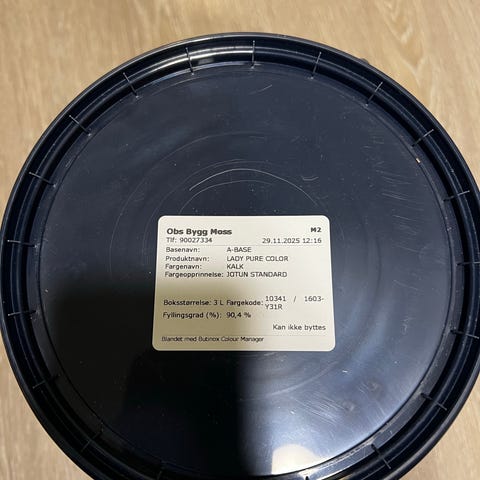 Obs Bygg Moss M2
Tlf: 90027334 29.11.2025 12:16
Basenavn: A-BASE
Produktnavn: LADY PURE COLOR
Fargenavn: KALK
Fargeopprinnelse: JOTUN STANDARD
Boksstørrelse: 3 L Fargekode: 10341 / 1603-
Y31R
Fyllingsgrad (%): 90,4 %
Kan ikke byttes
Blandet med Butinox Colour Manager